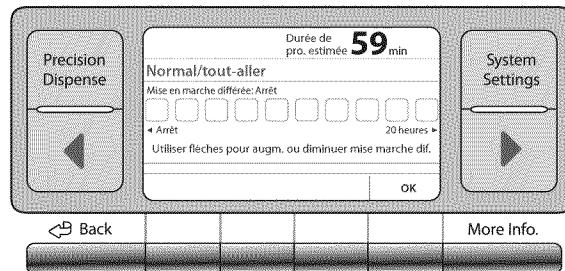 Precision
Dispense
Durée de
pro. estimée 59 min
Normal/tout-aller
Mise en marche différée: Arrêt
◄ Arrêt 20 heures ►
Utiliser flèches pour augm. ou diminuer mise marche dif.
OK
System
Settings
Back
More Info.